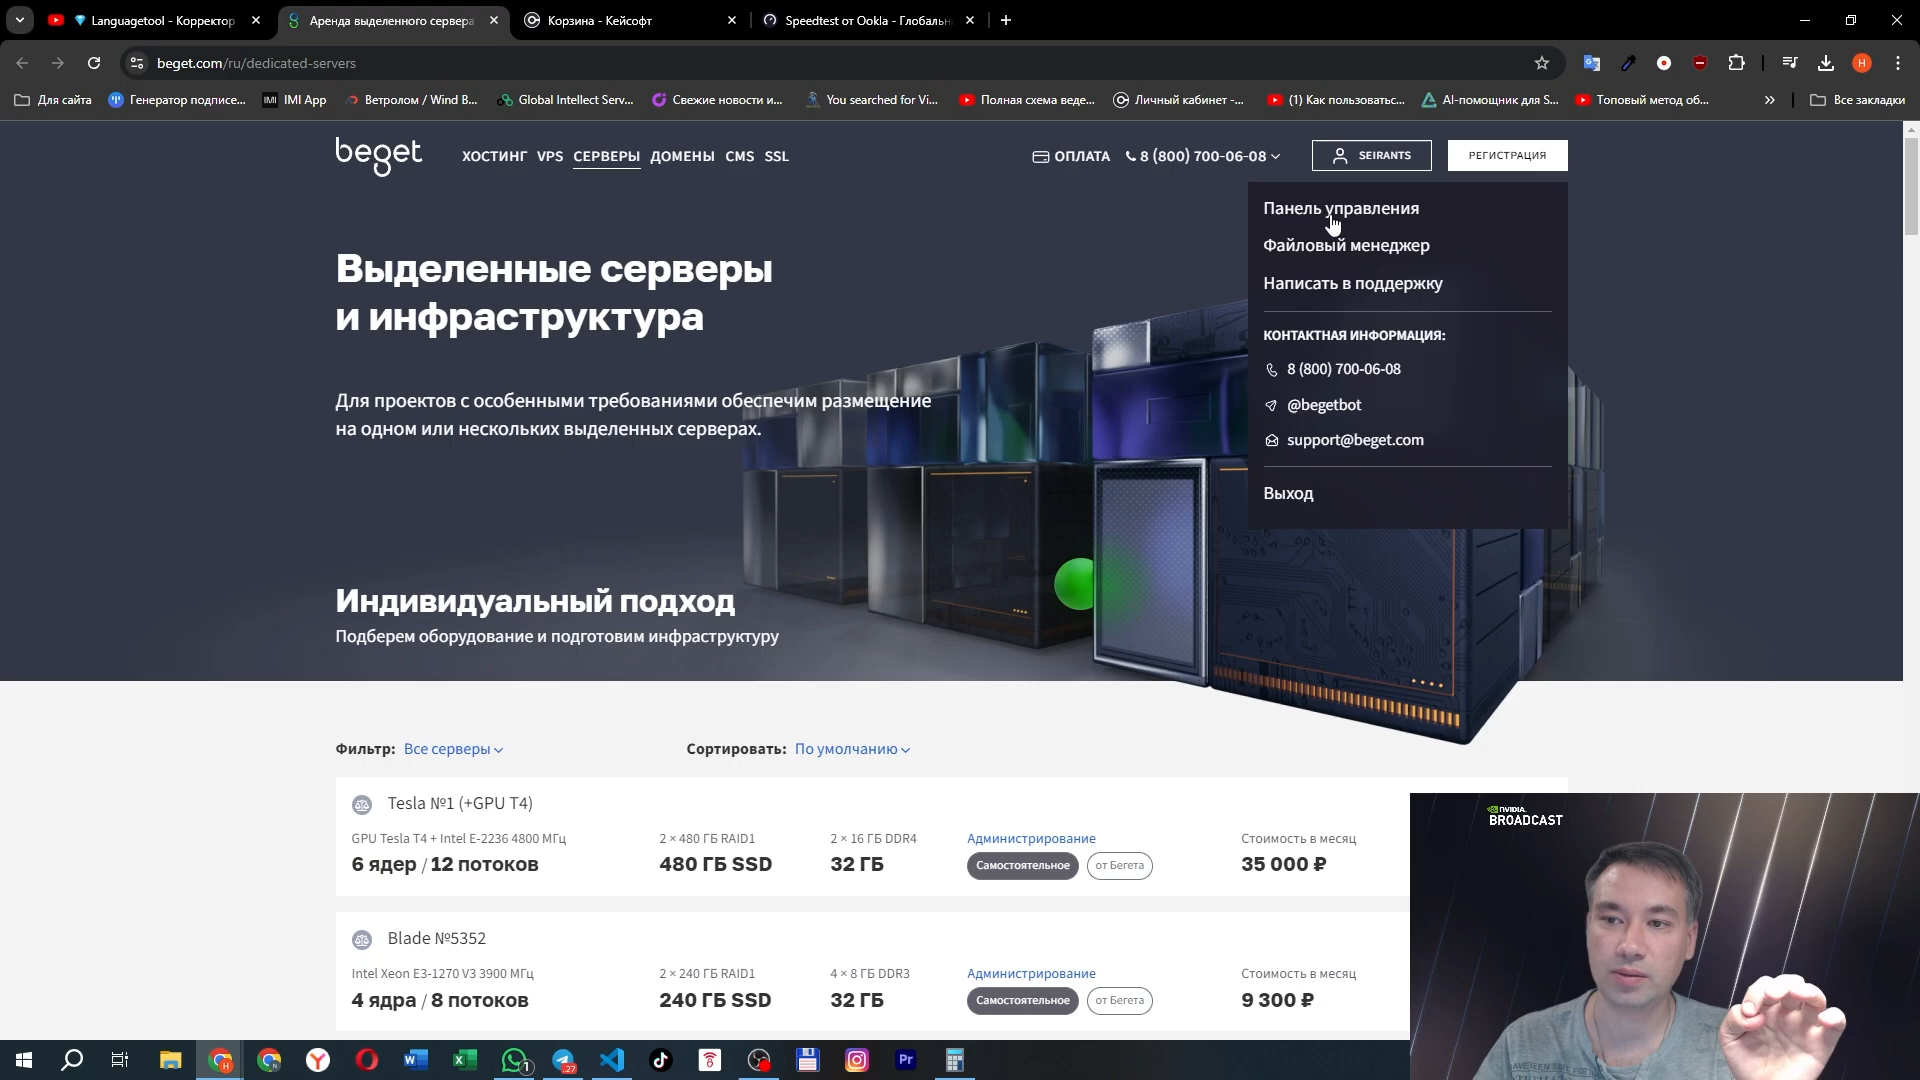 Languagetool - Корректор
Аренда выделенного сервера
Корзина - Кейсофт
Speedtest от Ookla - Глобальн
beget.com/ru/dedicated-servers
Для сайта
Генератор подписе...
IMI App
Ветролом / Wind B...
Global Intellect Serv...
Свежие новости и...
You searched for Vi...
Полная схема веде...
Личный кабинет -...
(1) Как пользоватьс...
AI-помощник для S...
Топовый метод об...
Все закладки
beget
ХОСТИНГ VPS СЕРВЕРЫ ДОМЕНЫ CMS SSL
ОПЛАТА
8 (800) 700-06-08
SEIRANTS
РЕГИСТРАЦИЯ
Панель управления
Файловый менеджер
Написать в поддержку
КОНТАКТНАЯ ИНФОРМАЦИЯ:
8 (800) 700-06-08
@begetbot
support@beget.com
Выход
Выделенные серверы
и инфраструктура
Для проектов с особенными требованиями обеспечим размещение
на одном или нескольких выделенных серверах.
Индивидуальный подход
Подберем оборудование и подготовим инфраструктуру
Фильтр: Все серверы
Сортировать: По умолчанию
Tesla №1 (+GPU T4)
GPU Tesla T4 + Intel E-2236 4800 МГц
6 ядер / 12 потоков
2 × 480 ГБ RAID1
480 ГБ SSD
2 × 16 ГБ DDR4
32 ГБ
Администрирование
Самостоятельное
от Бегета
Стоимость в месяц
35 000 ₽
Blade №5352
Intel Xeon E3-1270 V3 3900 МГц
4 ядра / 8 потоков
2 × 240 ГБ RAID1
240 ГБ SSD
4 × 8 ГБ DDR3
32 ГБ
Администрирование
Самостоятельное
от Бегета
Стоимость в месяц
9 300 ₽
NVIDIA.
BROADCAST